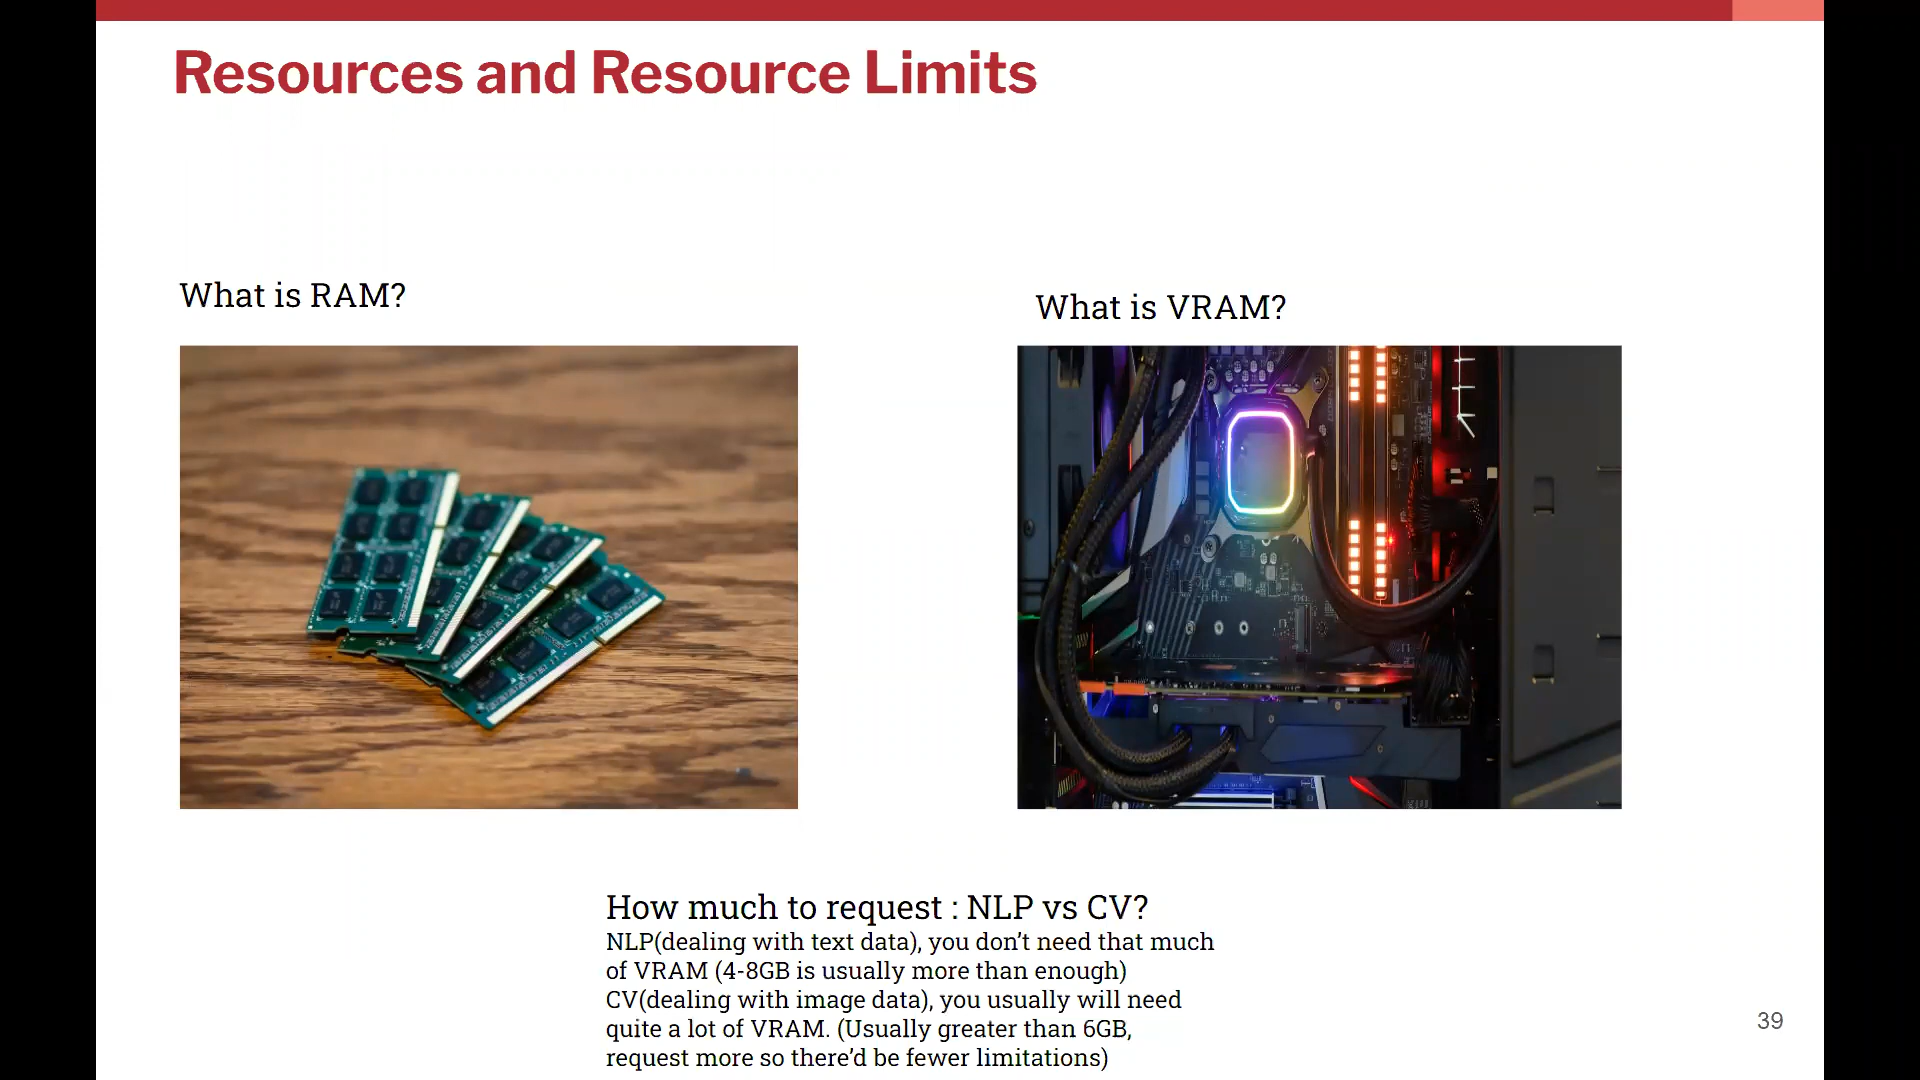 Resources and Resource Limits
What is RAM?
What is VRAM?
How much to request : NLP vs CV?
NLP(dealing with text data), you don’t need that much
of VRAM (4-8GB is usually more than enough)
CV(dealing with image data), you usually will need
quite a lot of VRAM. (Usually greater than 6GB,
request more so there’d be fewer limitations)
39